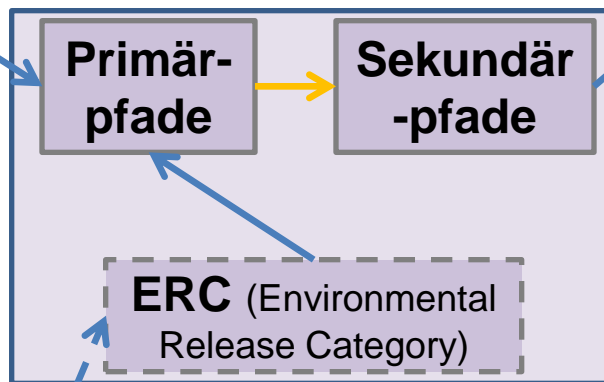 Primär-
pfade
Sekundär
-pfade
ERC (Environmental
Release Category)